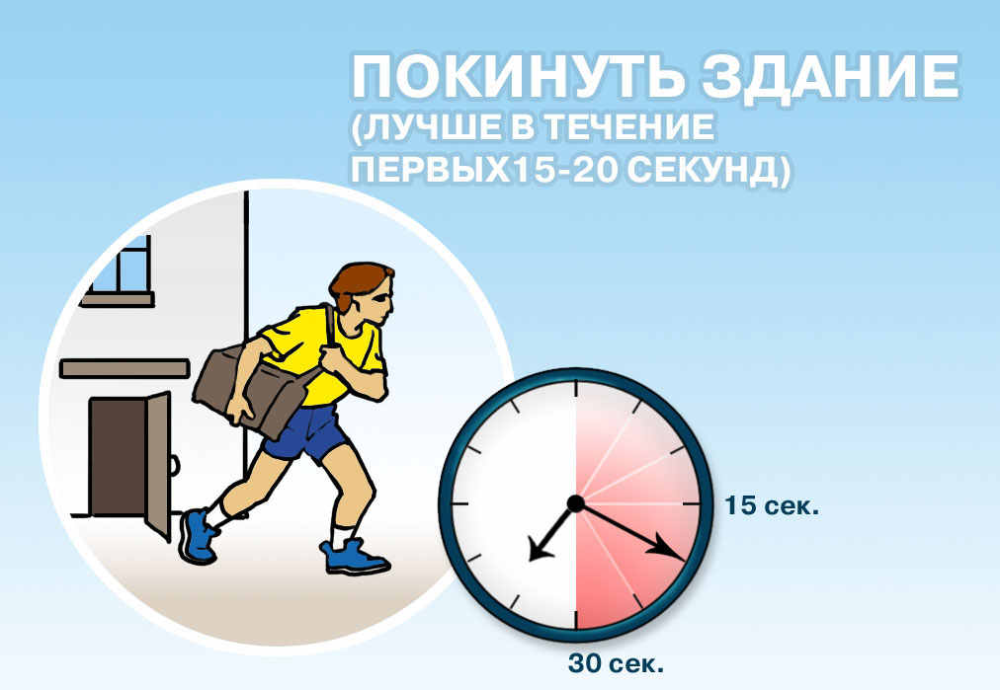 ПОКИНУТЬ ЗДАНИЕ
(ЛУЧШЕ В ТЕЧЕНИЕ
ПЕРВЫХ15-20 СЕКУНД)
15 сек.
30 сек.